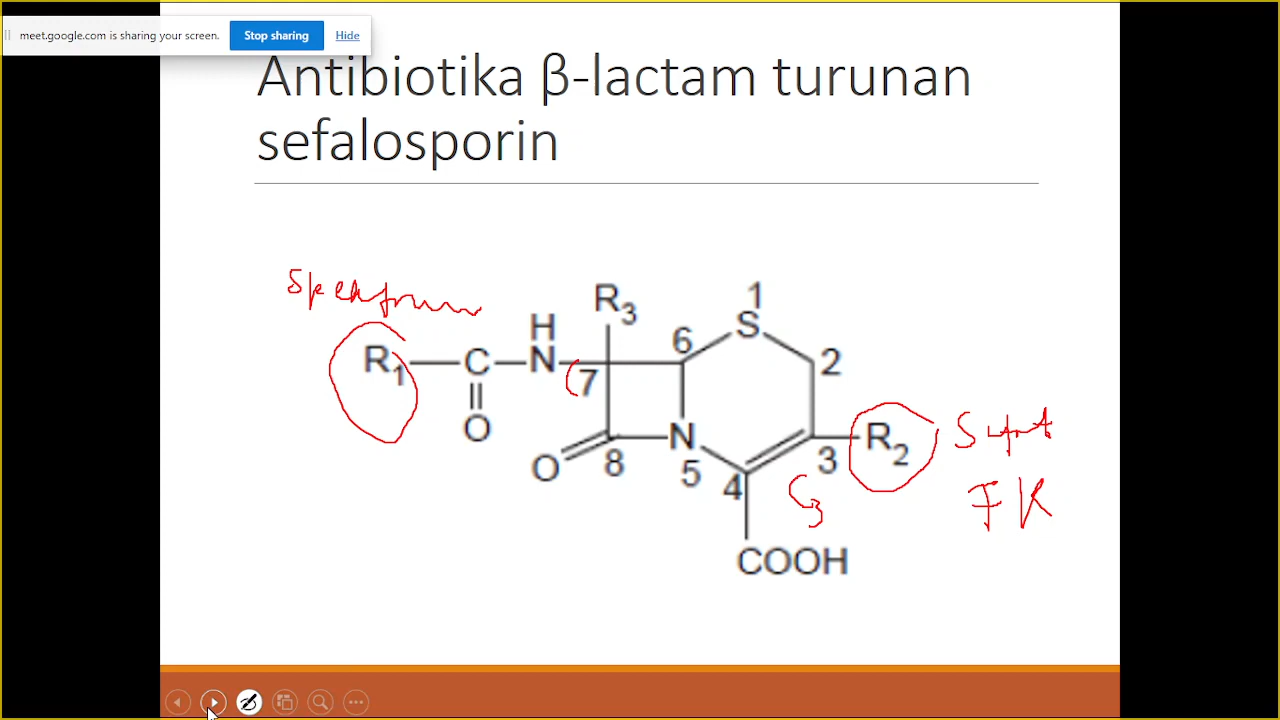 meet.google.com is sharing your screen. Stop sharing Hide
Antibiotika β-lactam turunan
sefalosporin
Spektrum
R3 1
H 6 S
R1 C N 7 2
O
O 8 N 5 4 3 R2 Sifat
C3 FK
COOH